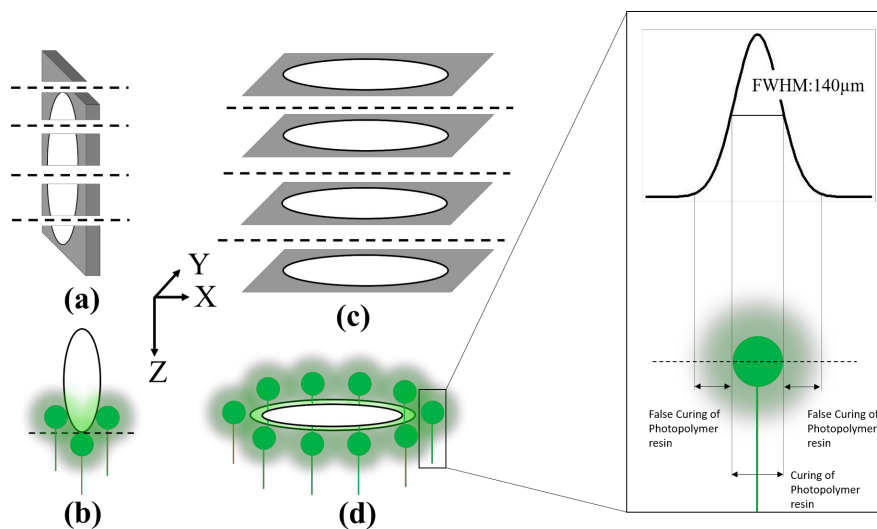 (a)
(b)
(c)
(d)
Y
X
Z
FWHM:140µm
False Curing of
Photopolymer
resin
False Curing of
Photopolymer
resin
Curing of
Photopolymer
resin